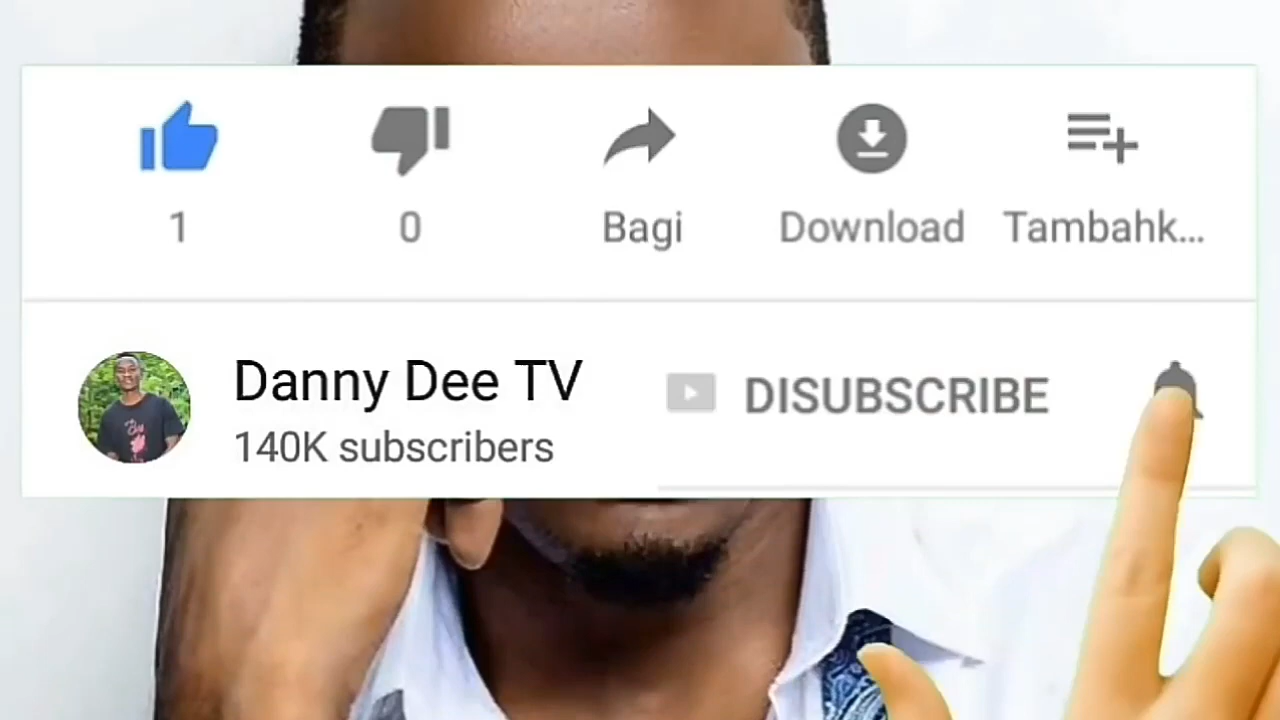 1
0
Bagi
Download
Tambahk...
Danny Dee TV
DISUBSCRIBE
140K subscribers